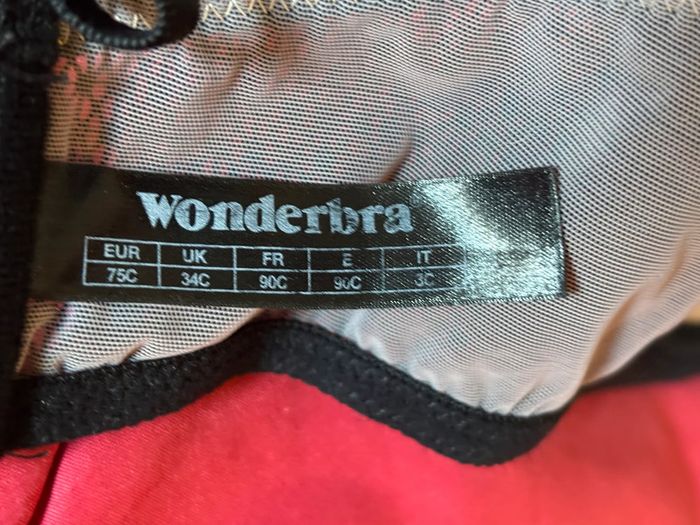 Wonderbra
EUR UK FR E IT
75C 34C 90C 90C 3C